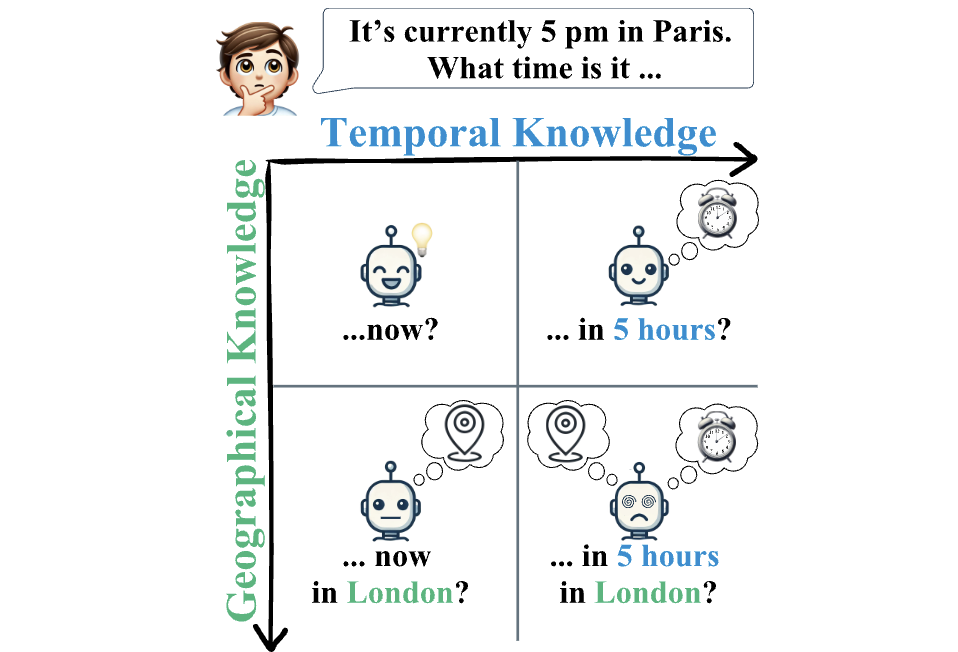 It’s currently 5 pm in Paris.
What time is it ...
Temporal Knowledge
Geographical Knowledge
...now?
... in 5 hours?
... now
in London?
... in 5 hours
in London?